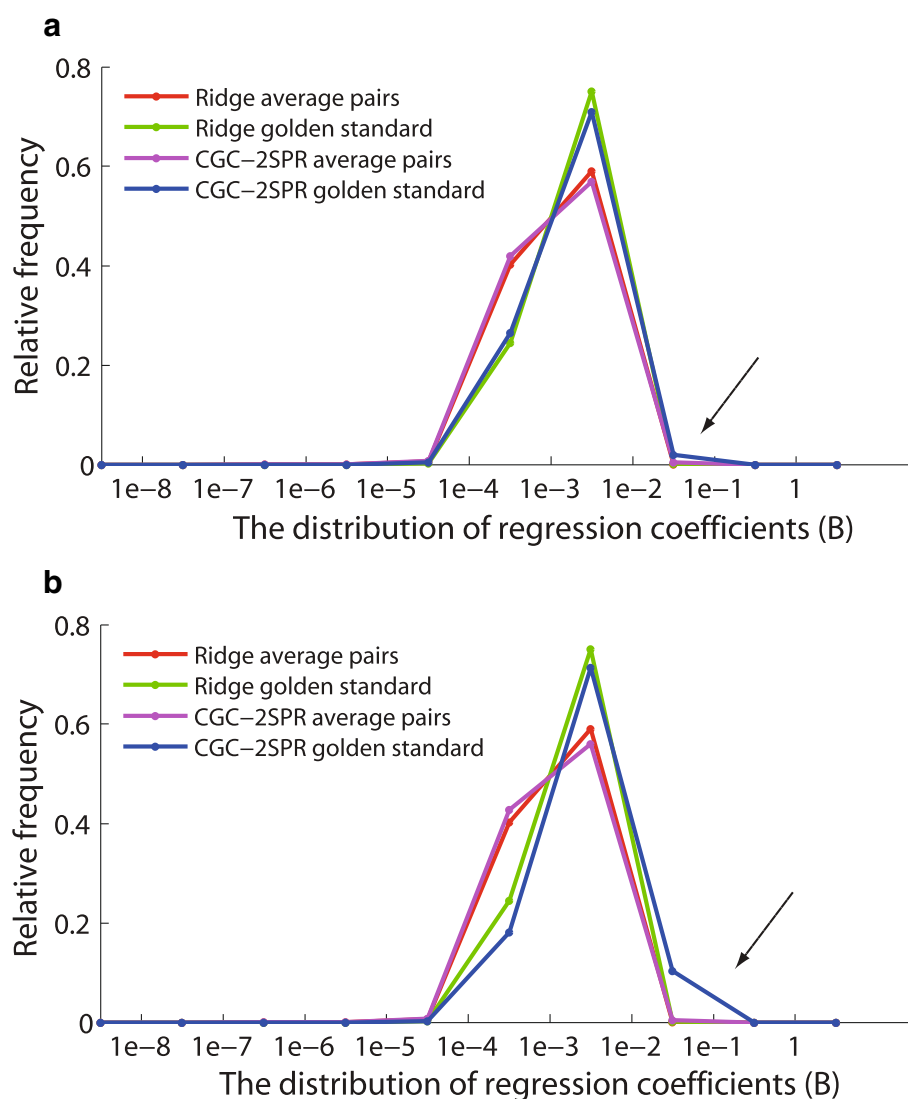 a
0.8
Ridge average pairs
Ridge golden standard
0.6
CGC−2SPR average pairs
CGC−2SPR golden standard
Relative frequency
0.4
0.2
0
1e−8 1e−7 1e−6 1e−5 1e−4 1e−3 1e−2 1e−1 1
The distribution of regression coefficients (B)
b
0.8
Ridge average pairs
Ridge golden standard
0.6
CGC−2SPR average pairs
CGC−2SPR golden standard
Relative frequency
0.4
0.2
0
1e−8 1e−7 1e−6 1e−5 1e−4 1e−3 1e−2 1e−1 1
The distribution of regression coefficients (B)